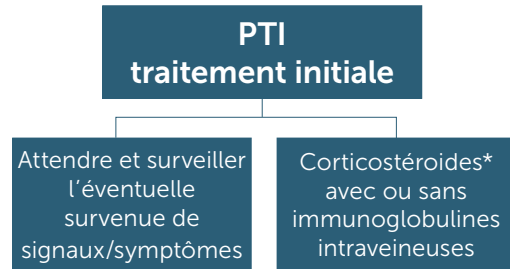 PTI
traitement initiale
Attendre et surveiller
l'éventuelle
survenue de
signaux/symptômes
Corticostéroides*
avec ou sans
immunoglobulines
intraveineuses